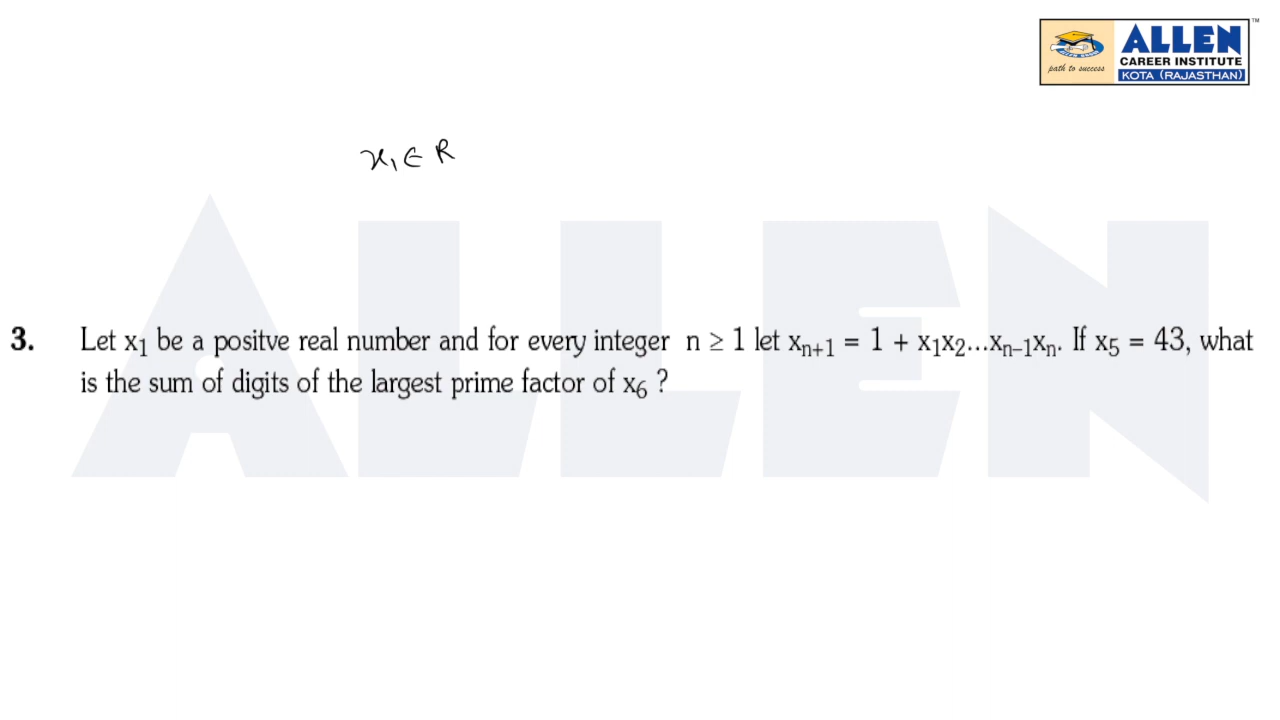 ALLEN™
path to success
CAREER INSTITUTE
KOTA (RAJASTHAN)
x₁ ∈ R
ALLEN
3. Let x₁ be a positve real number and for every integer n ≥ 1 let xₙ₊₁ = 1 + x₁x₂...xₙ₋₁xₙ. If x₅ = 43, what
is the sum of digits of the largest prime factor of x₆ ?